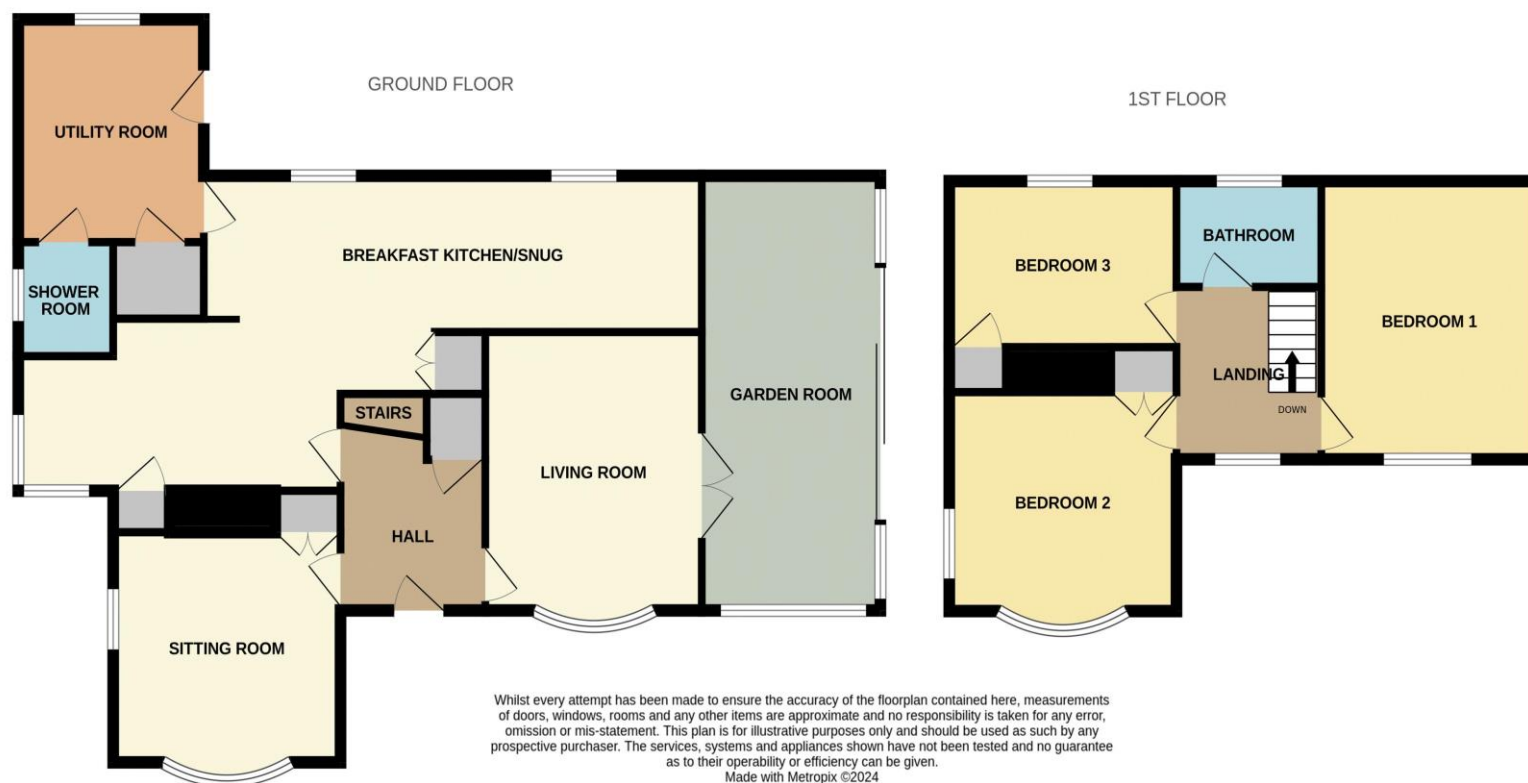 GROUND FLOOR
UTILITY ROOM
BREAKFAST KITCHEN/SNUG
SHOWER
ROOM
GARDEN ROOM
STAIRS
LIVING ROOM
HALL
SITTING ROOM
1ST FLOOR
BATHROOM
BEDROOM 3
BEDROOM 1
LANDING
DOWN
BEDROOM 2
Whilst every attempt has been made to ensure the accuracy of the floorplan contained here, measurements
of doors, windows, rooms and any other items are approximate and no responsibility is taken for any error,
omission or mis-statement. This plan is for illustrative purposes only and should be used as such by any
prospective purchaser. The services, systems and appliances shown have not been tested and no guarantee
as to their operability or efficiency can be given.
Made with Metropix ©2024